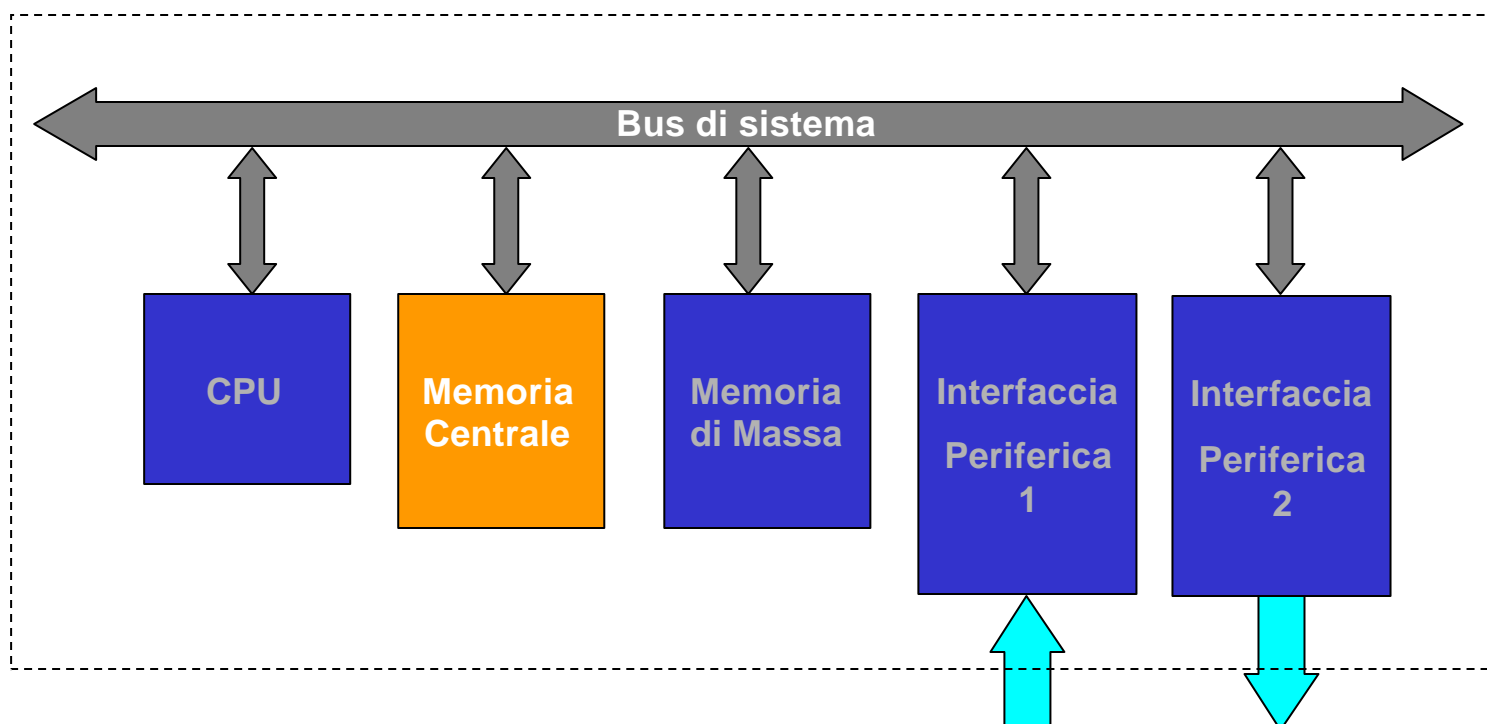 Bus di sistema
CPU
Memoria
Centrale
Memoria
di Massa
Interfaccia
Periferica
1
Interfaccia
Periferica
2